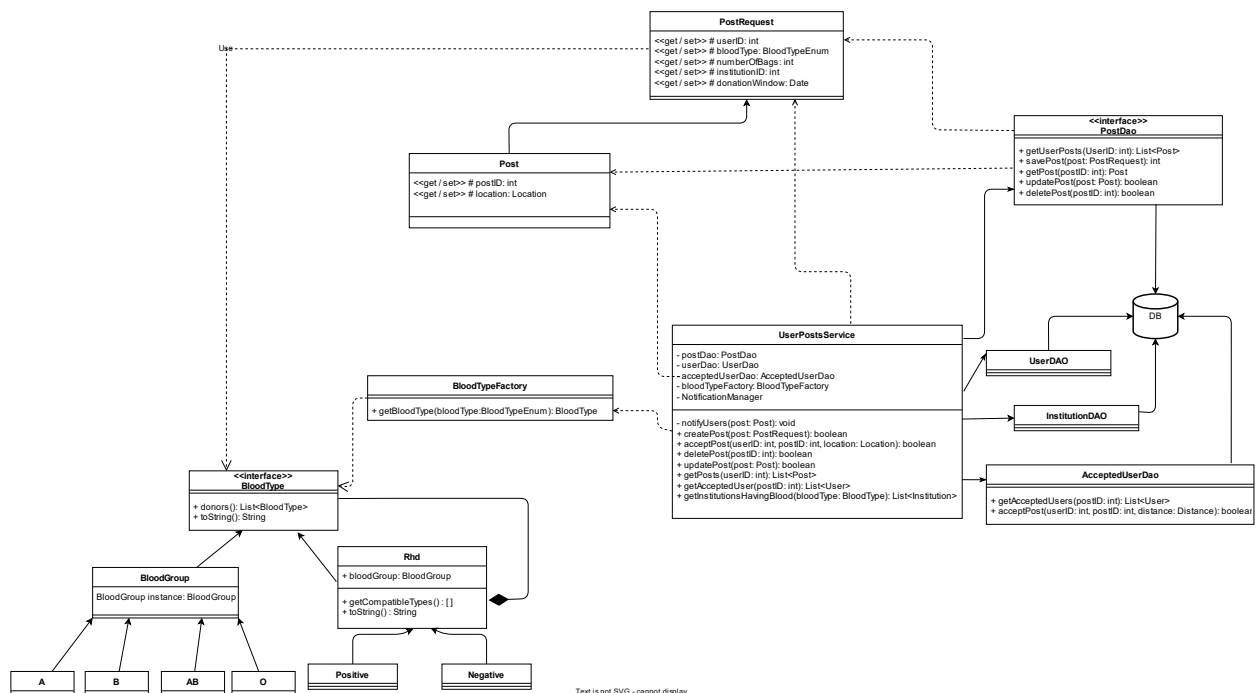 PostRequest
<<get / set>> # userID: int
<<get / set>> # bloodType: BloodTypeEnum
<<get / set>> # numberOfBags: int
<<get / set>> # institutionID: int
<<get / set>> # donationWindow: Date
Use
<<interface>>
PostDao
+ getUserPosts(UserID: int): List<Post>
+ savePost(post: PostRequest): int
+ getPost(postID: int): Post
+ updatePost(post: Post): boolean
+ deletePost(postID: int): boolean
Post
<<get / set>> # postID: int
<<get / set>> # location: Location
DB
UserPostsService
- postDao: PostDao
- userDao: UserDao
- acceptedUserDao: AcceptedUserDao
- bloodTypeFactory: BloodTypeFactory
- NotificationManager
- notifyUsers(post: Post): void
+ createPost(post: PostRequest): boolean
+ acceptPost(userID: int, postID: int, location: Location): boolean
+ deletePost(postID: int): boolean
+ updatePost(post: Post): boolean
+ getPosts(userID: int): List<Post>
+ getAcceptedUser(postID: int): List<User>
+ getInstitutionsHavingBlood(bloodType: BloodType): List<Institution>
UserDAO
InstitutionDAO
AcceptedUserDao
+ getAcceptedUsers(postID: int): List<User>
+ acceptPost(userID: int, postID: int, distance: Distance): boolean
BloodTypeFactory
+ getBloodType(bloodType:BloodTypeEnum): BloodType
<<interface>>
BloodType
+ donors(): List<BloodType>
+ toString(): String
Rhd
+ bloodGroup: BloodGroup
+ getCompatibleTypes() : [ ]
+ toString() : String
BloodGroup
BloodGroup instance: BloodGroup
A
B
AB
O
Positive
Negative
Text is not SVG - cannot display